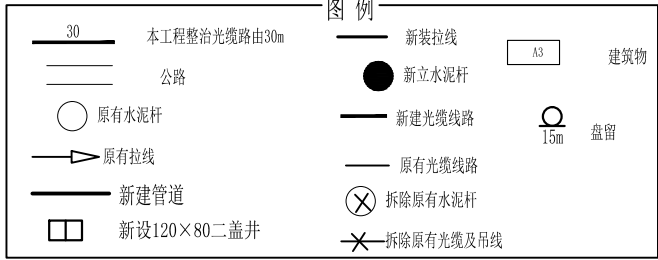 图 例
30
本工程整治光缆路由30m
公路
原有水泥杆
原有拉线
新建管道
新设120×80二盖井
新装拉线
新立水泥杆
新建光缆线路
原有光缆线路
拆除原有水泥杆
拆除原有光缆及吊线
A3
建筑物
15m
盘留